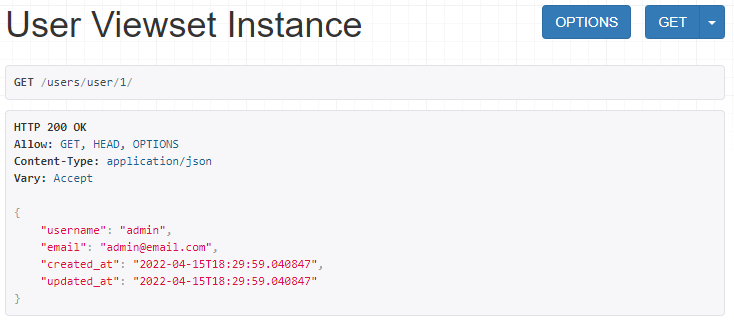 User Viewset Instance
OPTIONS
GET
GET /users/user/1/
HTTP 200 OK
Allow: GET, HEAD, OPTIONS
Content-Type: application/json
Vary: Accept
{
    "username": "admin",
    "email": "admin@email.com",
    "created_at": "2022-04-15T18:29:59.040847",
    "updated_at": "2022-04-15T18:29:59.040847"
}